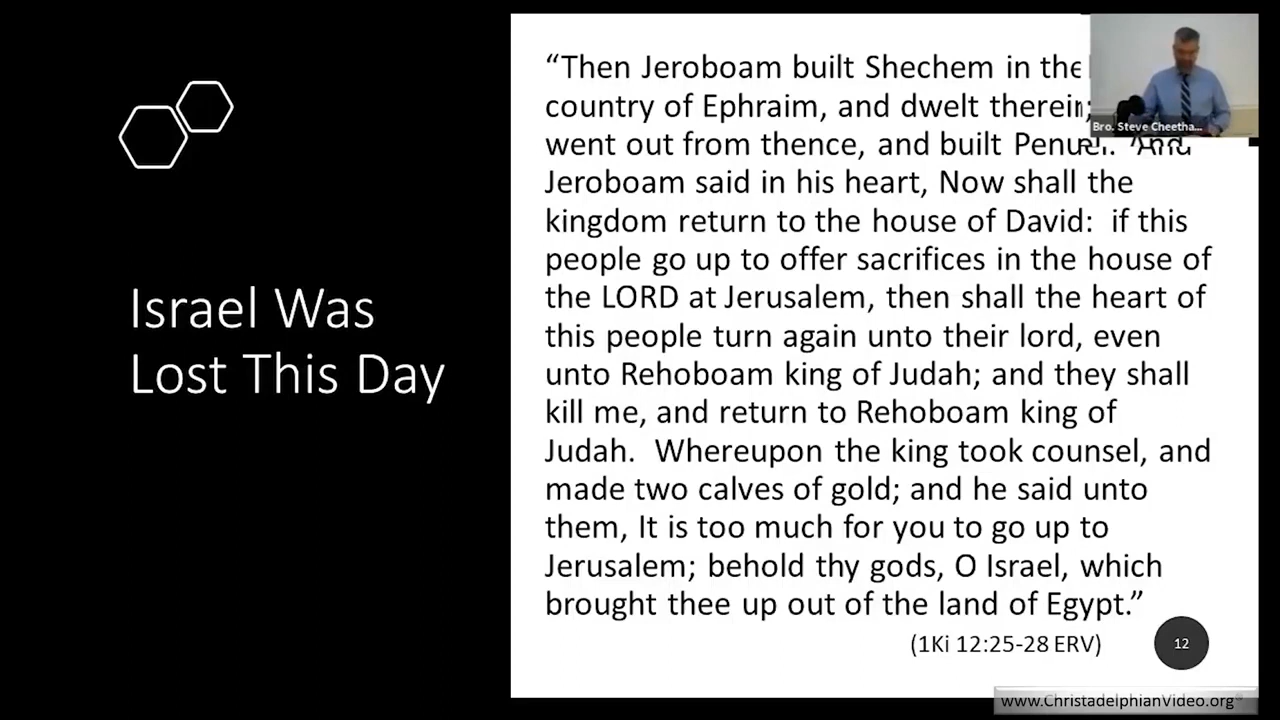 Israel Was
Lost This Day
“Then Jeroboam built Shechem in the
country of Ephraim, and dwelt therein;
went out from thence, and built Penuel. And
Jeroboam said in his heart, Now shall the
kingdom return to the house of David:  if this
people go up to offer sacrifices in the house of
the LORD at Jerusalem, then shall the heart of
this people turn again unto their lord, even
unto Rehoboam king of Judah; and they shall
kill me, and return to Rehoboam king of
Judah.  Whereupon the king took counsel, and
made two calves of gold; and he said unto
them, It is too much for you to go up to
Jerusalem; behold thy gods, O Israel, which
brought thee up out of the land of Egypt.”
(1Ki 12:25-28 ERV)
12
Bro. Steve Cheetha...
www.ChristadelphianVideo.org®